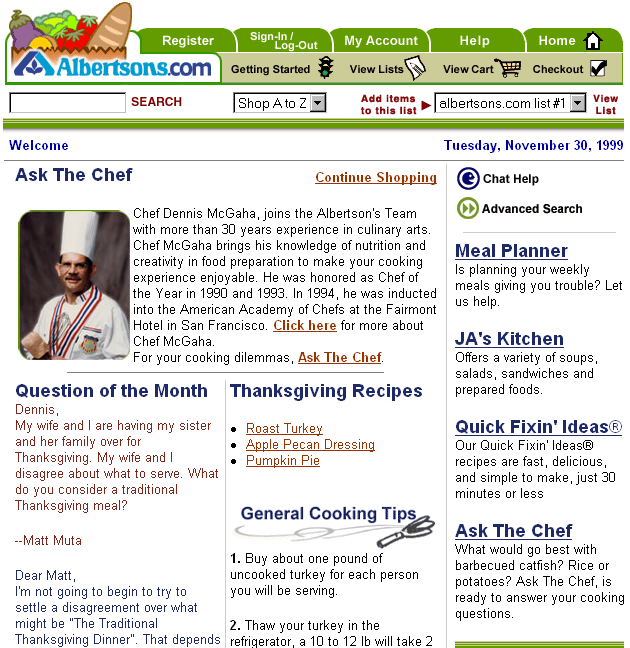 Register
Sign-In /
Log-Out
My Account
Help
Home
Albertsons.com
Getting Started
View Lists
View Cart
Checkout
SEARCH
Shop A to Z
Add items
to this list
albertsons.com list #1
View
List
Welcome
Tuesday, November 30, 1999
Ask The Chef
Continue Shopping
Chef Dennis McGaha, joins the Albertson's Team
with more than 30 years experience in culinary arts.
Chef McGaha brings his knowledge of nutrition and
creativity in food preparation to make your cooking
experience enjoyable. He was honored as Chef of
the Year in 1990 and 1993. In 1994, he was inducted
into the American Academy of Chefs at the Fairmont
Hotel in San Francisco. Click here for more about
Chef McGaha.
For your cooking dilemmas, Ask The Chef.
Question of the Month
Dennis,
My wife and I are having my sister
and her family over for
Thanksgiving. My wife and I
disagree about what to serve. What
do you consider a traditional
Thanksgiving meal?
--Matt Muta
Dear Matt,
I'm not going to begin to try to
settle a disagreement over what
might be "The Traditional
Thanksgiving Dinner". That depends
Thanksgiving Recipes
Roast Turkey
Apple Pecan Dressing
Pumpkin Pie
General Cooking Tips
1. Buy about one pound of
uncooked turkey for each person
you will be serving.
2. Thaw your turkey in the
refrigerator, a 10 to 12 lb will take 2
Chat Help
Advanced Search
Meal Planner
Is planning your weekly
meals giving you trouble? Let
us help.
JA's Kitchen
Offers a variety of soups,
salads, sandwiches and
prepared foods.
Quick Fixin' Ideas®
Our Quick Fixin' Ideas®
recipes are fast, delicious,
and simple to make, just 30
minutes or less
Ask The Chef
What would go best with
barbecued catfish? Rice or
potatoes? Ask The Chef, is
ready to answer your cooking
questions.